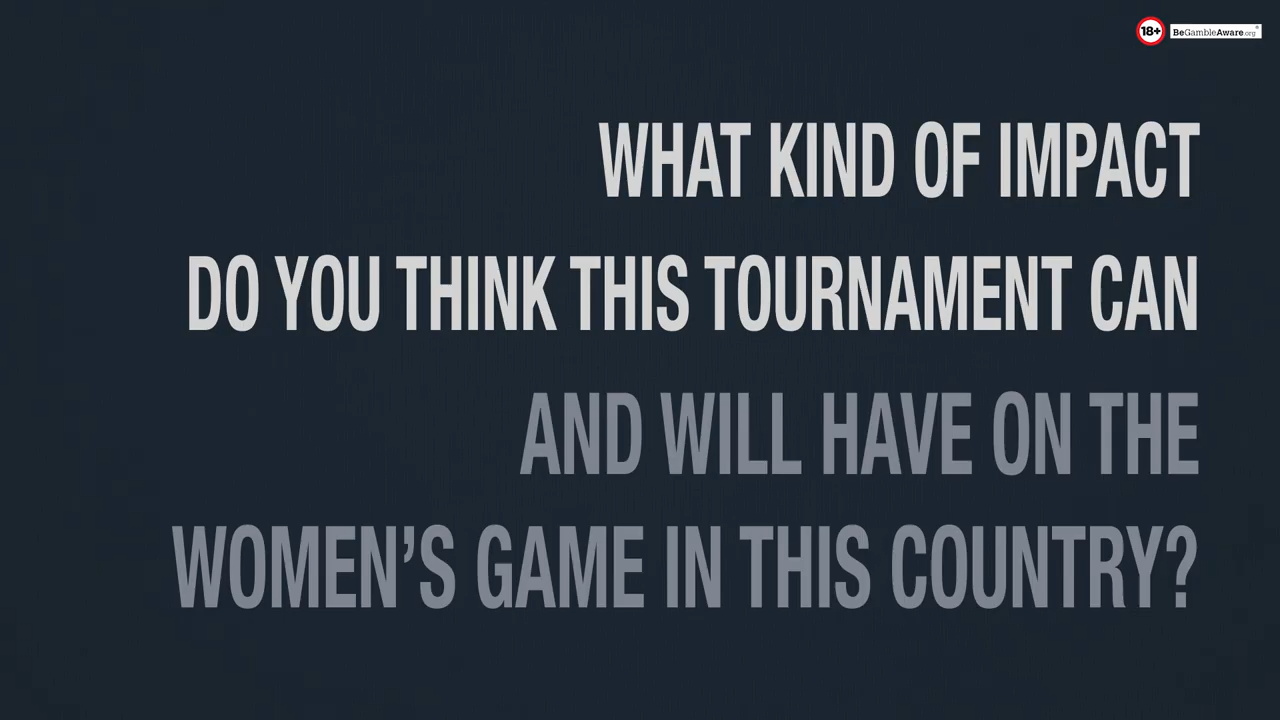 18+ BeGambleAware.org®
WHAT KIND OF IMPACT
DO YOU THINK THIS TOURNAMENT CAN
AND WILL HAVE ON THE
WOMEN’S GAME IN THIS COUNTRY?